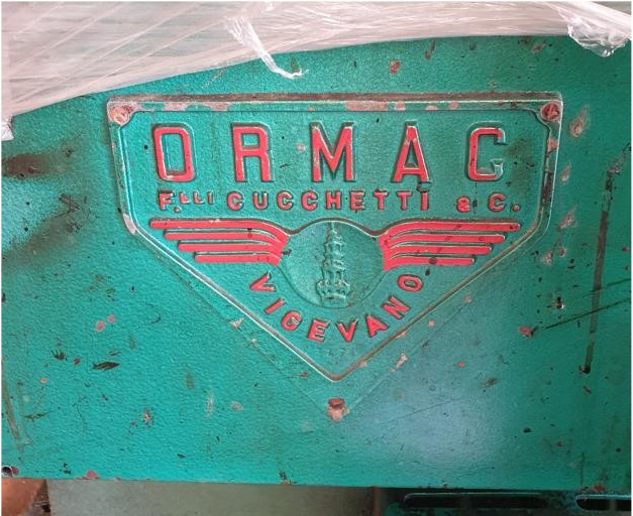 ORMAC
F.LLI CUCCHETTI & C.
VIGEVANO